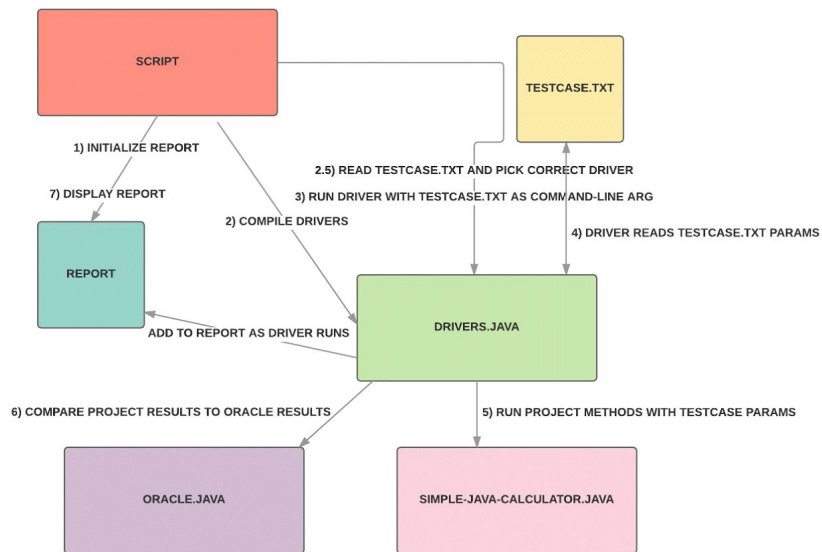 SCRIPT
TESTCASE.TXT
1) INITIALIZE REPORT
2.5) READ TESTCASE.TXT AND PICK CORRECT DRIVER
7) DISPLAY REPORT
3) RUN DRIVER WITH TESTCASE.TXT AS COMMAND-LINE ARG
2) COMPILE DRIVERS
4) DRIVER READS TESTCASE.TXT PARAMS
REPORT
DRIVERS.JAVA
ADD TO REPORT AS DRIVER RUNS
6) COMPARE PROJECT RESULTS TO ORACLE RESULTS
5) RUN PROJECT METHODS WITH TESTCASE PARAMS
ORACLE.JAVA
SIMPLE-JAVA-CALCULATOR.JAVA